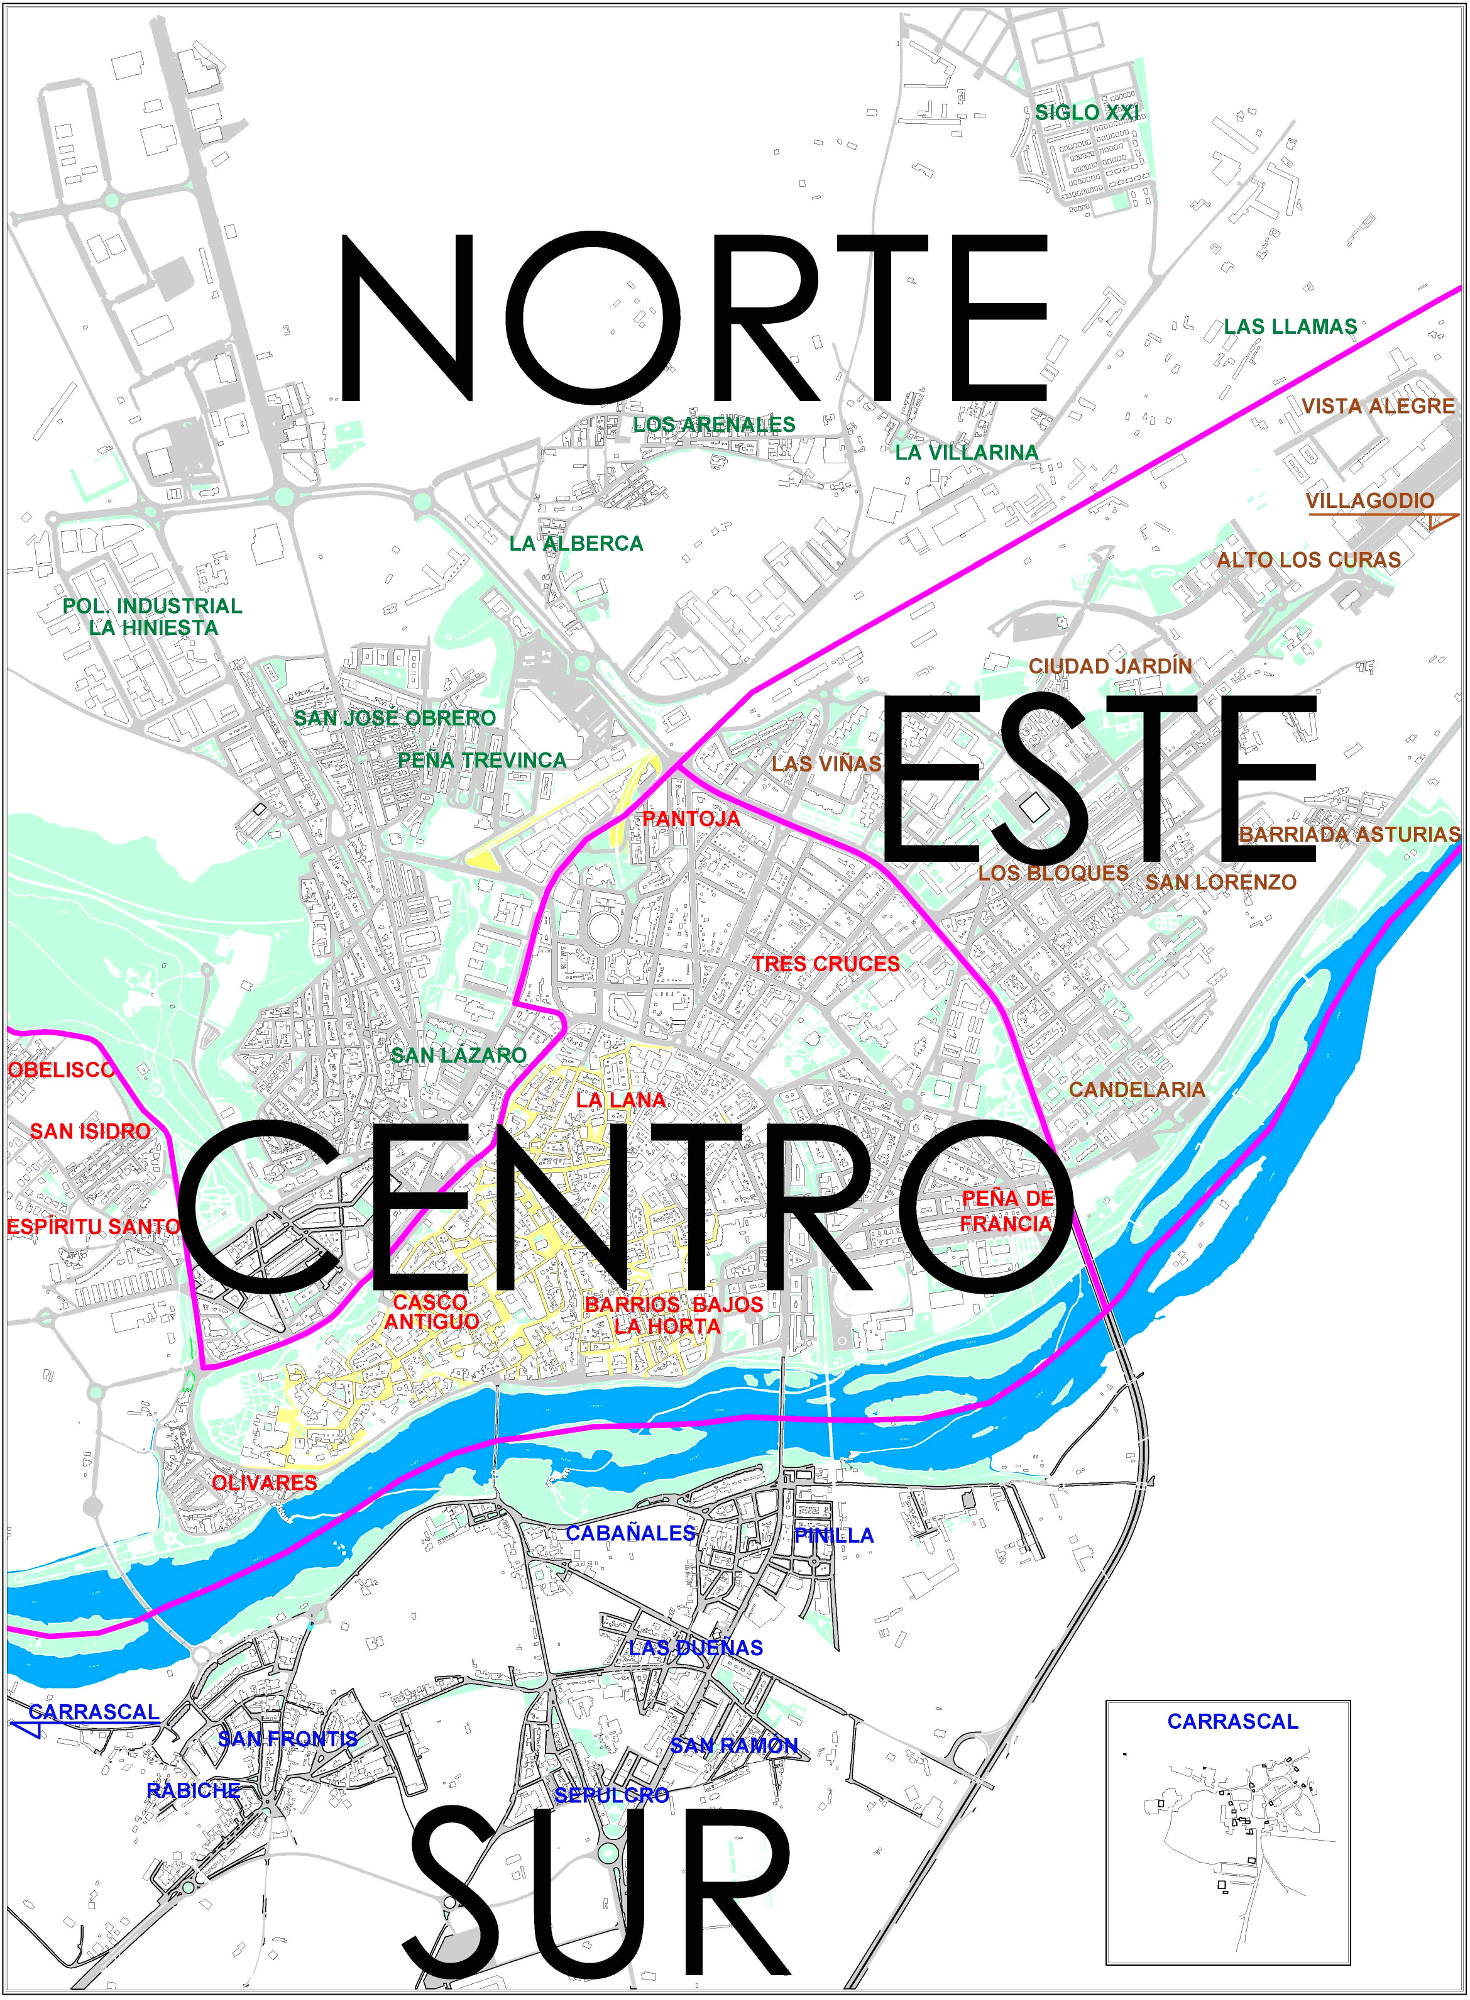 SIGLO XXI
NORTE
LAS LLAMAS
VISTA ALEGRE
LOS ARENALES
LA VILLARINA
VILLAGODIO
LA ALBERCA
ALTO LOS CURAS
POL. INDUSTRIAL
LA HINIESTA
CIUDAD JARDÍN
SAN JOSÉ OBRERO
PEÑA TREVINCA
LAS VIÑAS
ESTE
PANTOJA
BARRIADA ASTURIAS
LOS BLOQUES
SAN LORENZO
TRES CRUCES
SAN LÁZARO
OBELISCO
CANDELARIA
LA LANA
SAN ISIDRO
CENTRO
ESPÍRITU SANTO
PEÑA DE
FRANCIA
CASCO
ANTIGUO
BARRIOS BAJOS
LA HORTA
OLIVARES
CABAÑALES
PINILLA
LAS DUEÑAS
CARRASCAL
SAN FRONTIS
SAN RAMÓN
RABICHE
SEPULCRO
SUR
CARRASCAL